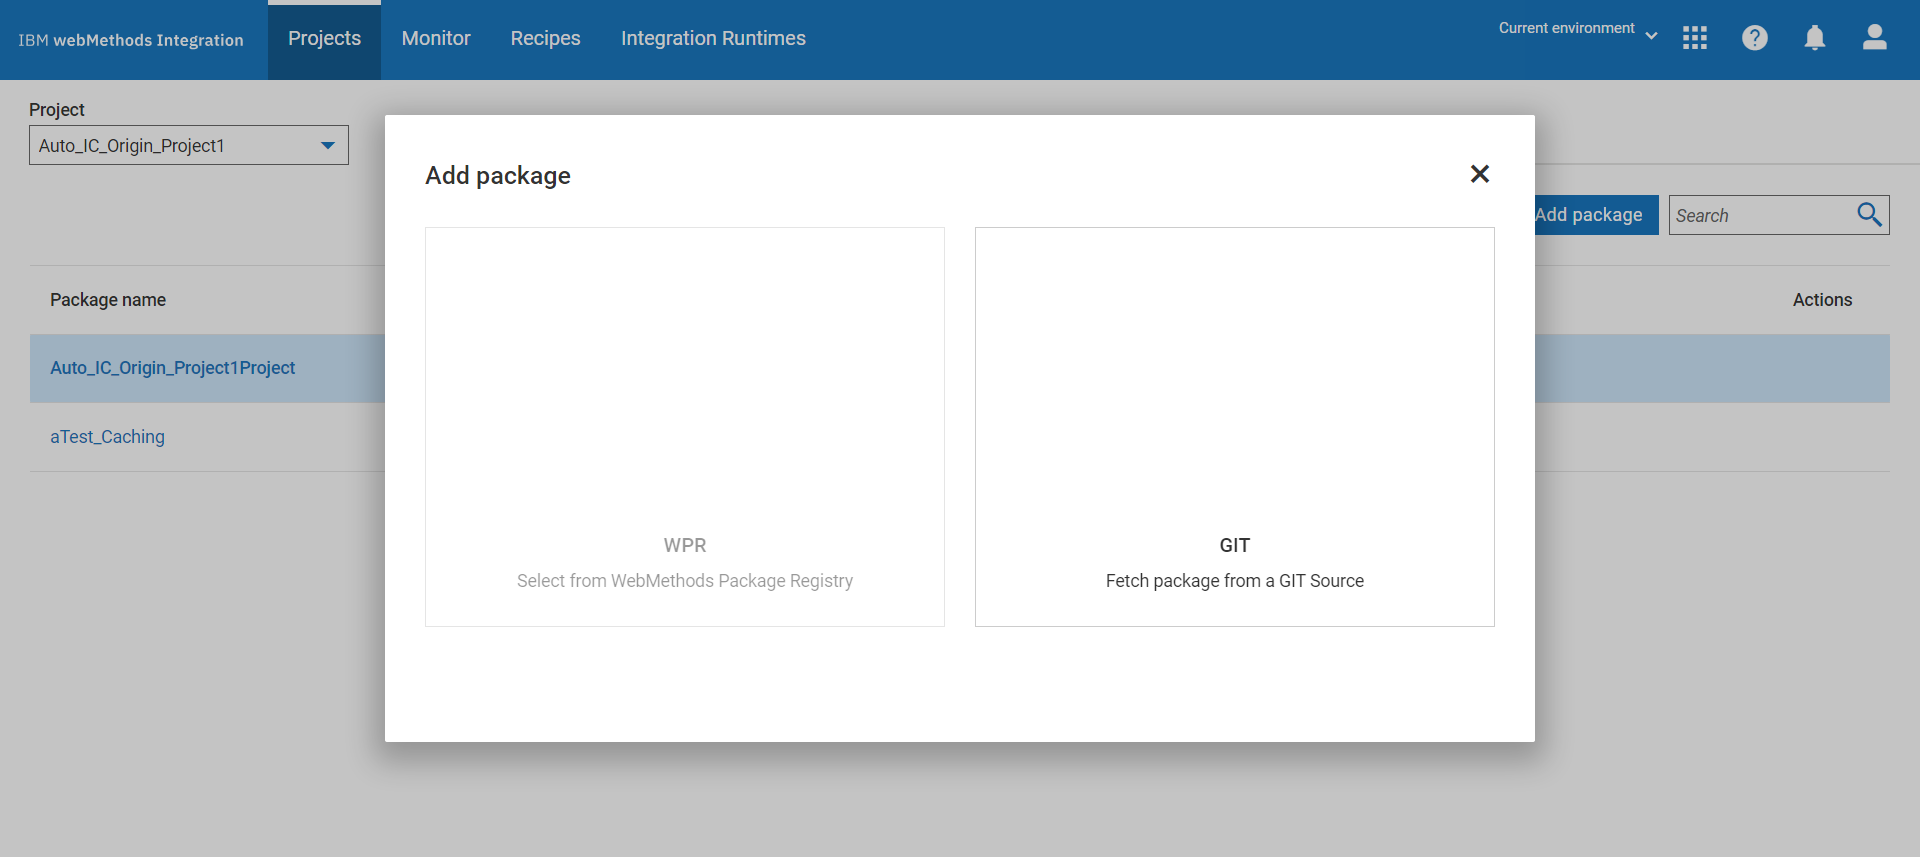 IBM webMethods Integration
Projects
Monitor
Recipes
Integration Runtimes
Current environment
Project
Auto_IC_Origin_Project1
Add package
Add package
Search
Package name
Actions
Auto_IC_Origin_Project1Project
aTest_Caching
WPR
Select from WebMethods Package Registry
GIT
Fetch package from a GIT Source